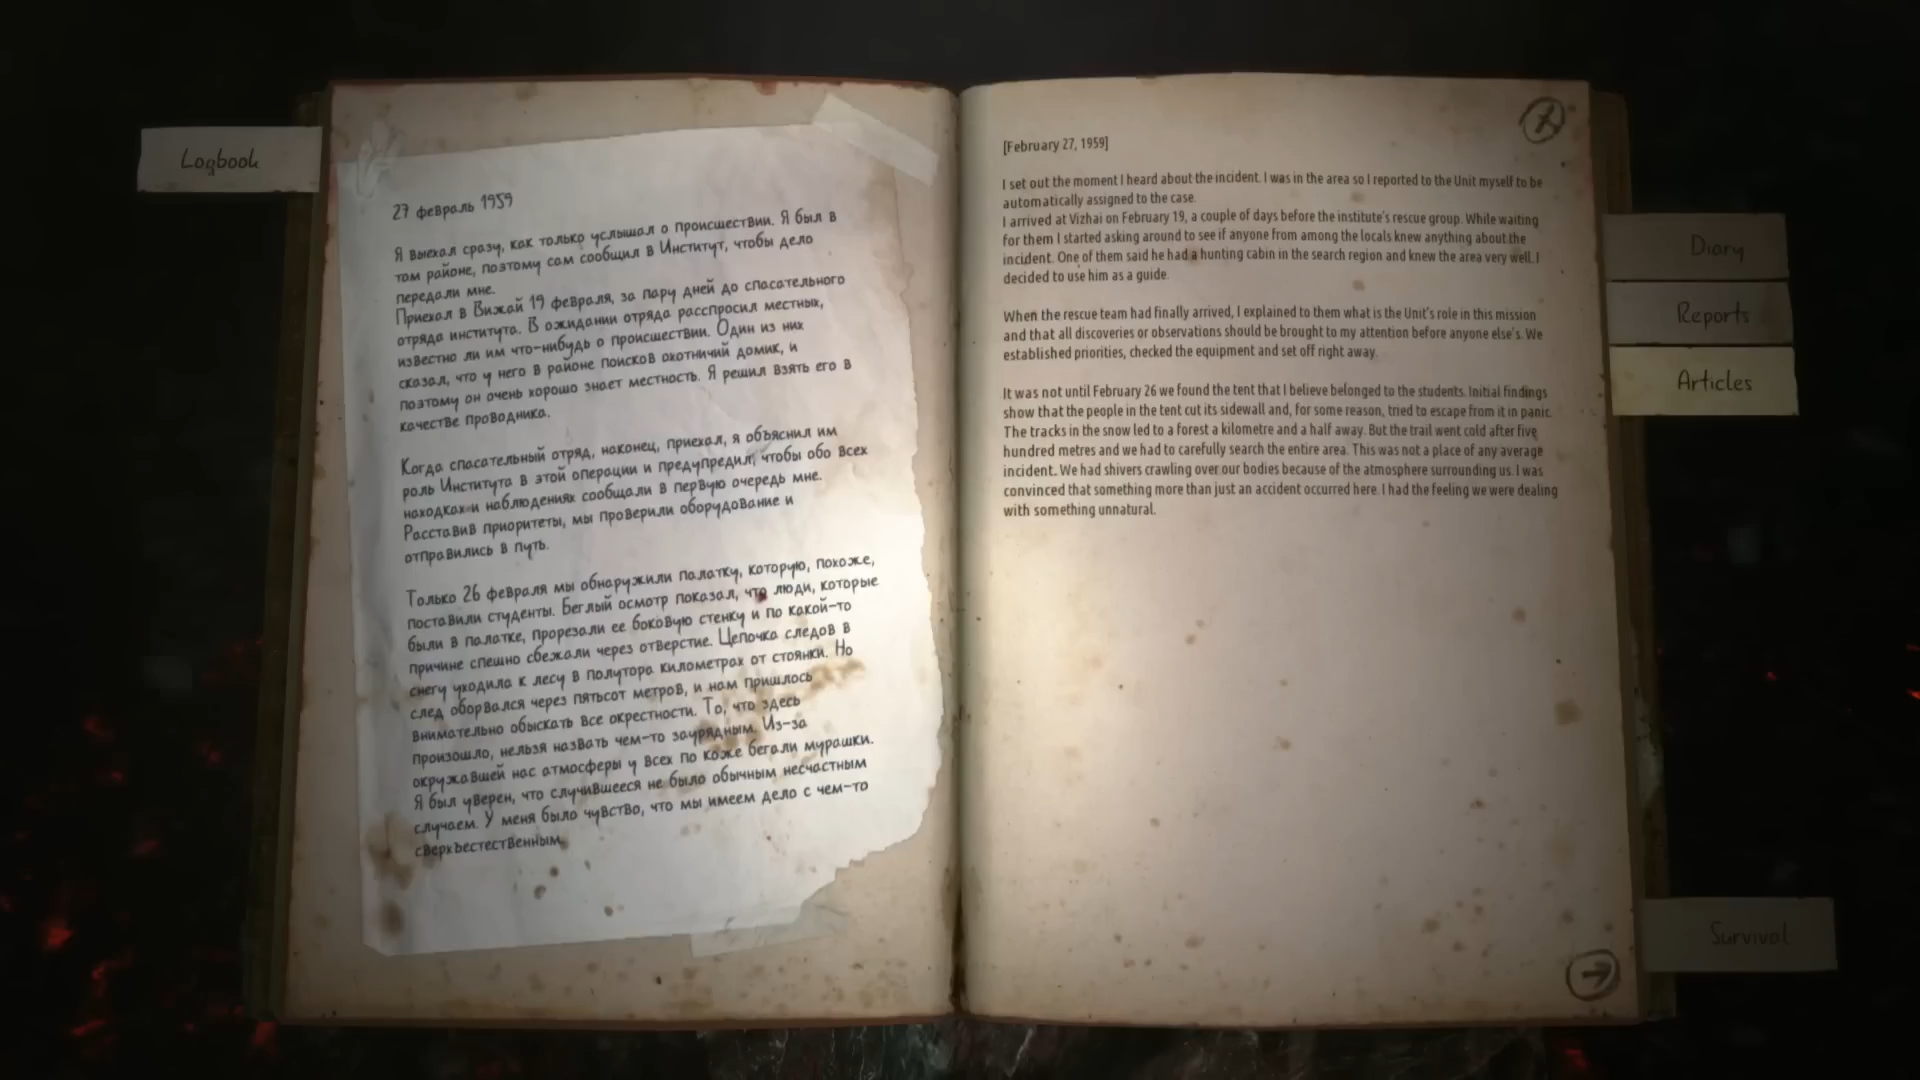 Logbook
27 февраль 1959
Я выехал сразу, как только услышал о происшествии. Я был в
том районе, поэтому сам сообщил в Институт, чтобы дело
передали мне.
Приехал в Вижай 19 февраля, за пару дней до спасательного
отряда института. В ожидании отряда расспросил местных,
известно ли им что-нибудь о происшествии. Один из них
сказал, что у него в районе поисков охотничий домик, и
поэтому он очень хорошо знает местность. Я решил взять его в
качестве проводника.
Когда спасательный отряд, наконец, приехал, я объяснил им
роль Института в этой операции и предупредил, чтобы обо всех
находках и наблюдениях сообщали в первую очередь мне.
Расставив приоритеты, мы проверили оборудование и
отправились в путь.
Только 26 февраля мы обнаружили палатку, которую, похоже,
поставили студенты. Беглый осмотр показал, что люди, которые
были в палатке, прорезали ее боковую стенку и по какой-то
причине спешно сбежали через отверстие. Цепочка следов в
снегу уходила к лесу в полутора километрах от стоянки. Но
след оборвался через пятьсот метров, и нам пришлось
внимательно обыскать все окрестности. То, что здесь
произошло, нельзя назвать чем-то заурядным. Из-за
окружавшей нас атмосферы у всех по коже бегали мурашки.
Я был уверен, что случившееся не было обычным несчастным
случаем. У меня было чувство, что мы имеем дело с чем-то
сверхъестественным.
[February 27, 1959]
I set out the moment I heard about the incident. I was in the area so I reported to the Unit myself to be
automatically assigned to the case.
I arrived at Vizhai on February 19, a couple of days before the institute's rescue group. While waiting
for them I started asking around to see if anyone from among the locals knew anything about the
incident. One of them said he had a hunting cabin in the search region and knew the area very well. I
decided to use him as a guide.
When the rescue team had finally arrived, I explained to them what is the Unit's role in this mission
and that all discoveries or observations should be brought to my attention before anyone else's. We
established priorities, checked the equipment and set off right away.
It was not until February 26 we found the tent that I believe belonged to the students. Initial findings
show that the people in the tent cut its sidewall and, for some reason, tried to escape from it in panic.
The tracks in the snow led to a forest a kilometre and a half away. But the trail went cold after five
hundred metres and we had to carefully search the entire area. This was not a place of any average
incident. We had shivers crawling over our bodies because of the atmosphere surrounding us. I was
convinced that something more than just an accident occurred here. I had the feeling we were dealing
with something unnatural.
Diary
Reports
Articles
Survival